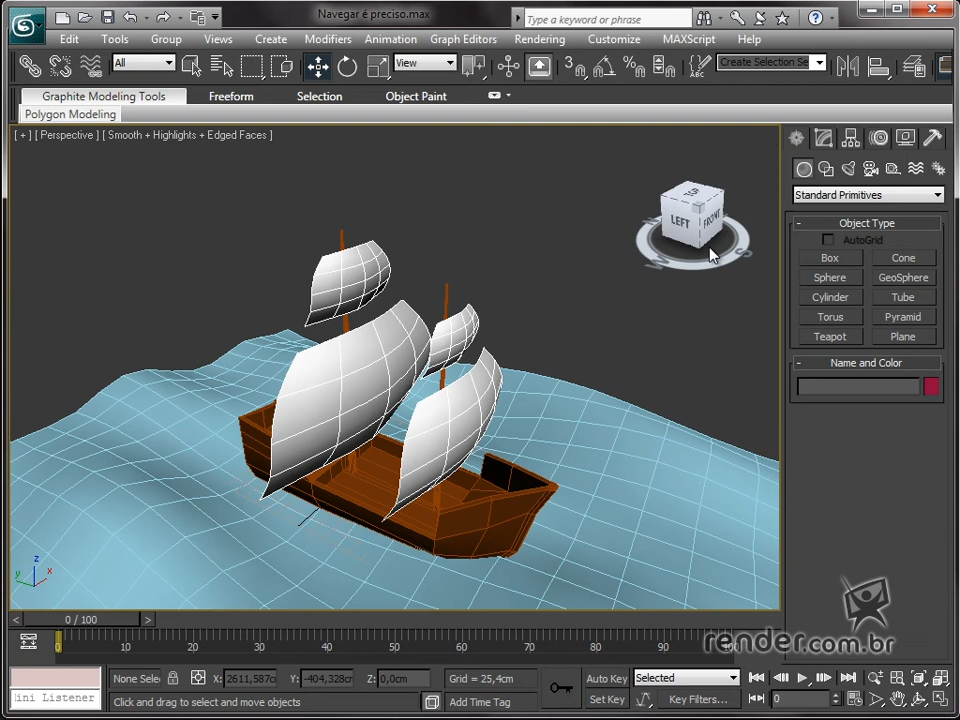 Navegar é preciso.max
Type a keyword or phrase
Edit Tools Group Views Create Modifiers Animation Graph Editors Rendering Customize MAXScript Help
All View Create Selection Se
Graphite Modeling Tools Freeform Selection Object Paint
Polygon Modeling
[ + ] [ Perspective ] [ Smooth + Highlights + Edged Faces ]
TOP
LEFT FRONT
W S
Standard Primitives
- Object Type
AutoGrid
Box Cone
Sphere GeoSphere
Cylinder Tube
Torus Pyramid
Teapot Plane
- Name and Color
z
y x
render.com.br
< 0 / 100 >
0 10 20 30 40 50 60 70 80 90 100
None Selec X: 2611,587cm Y: -404,328cm Z: 0,0cm Grid = 25,4cm Auto Key Selected
Mini Listener Click and drag to select and move objects Add Time Tag Set Key Key Filters... 0